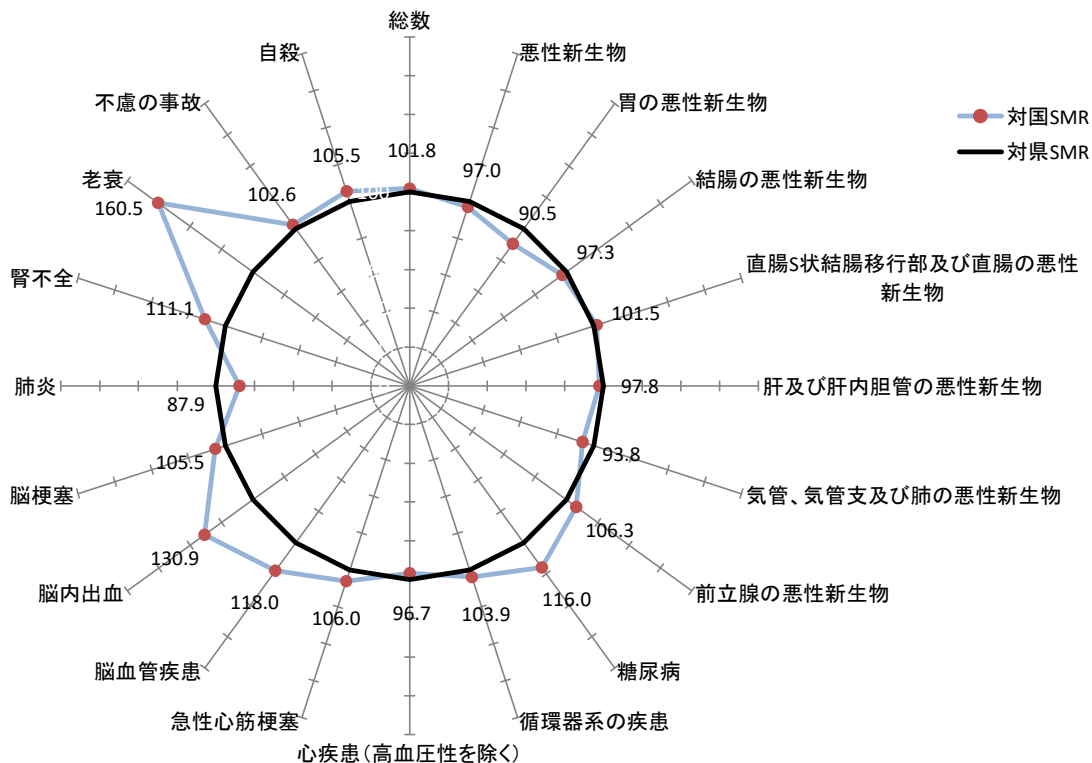 総数
自殺
悪性新生物
不慮の事故
胃の悪性新生物
対国SMR
対県SMR
105.5
101.8
97.0
老衰
160.5
102.6
100
90.5
結腸の悪性新生物
97.3
直腸S状結腸移行部及び直腸の悪性
新生物
腎不全
111.1
101.5
肺炎
87.9
97.8
肝及び肝内胆管の悪性新生物
105.5
93.8
気管、気管支及び肺の悪性新生物
脳内出血
130.9
106.3
前立腺の悪性新生物
脳梗塞
118.0
106.0
96.7
103.9
116.0
脳血管疾患
糖尿病
急性心筋梗塞
循環器系の疾患
心疾患(高血圧性を除く)